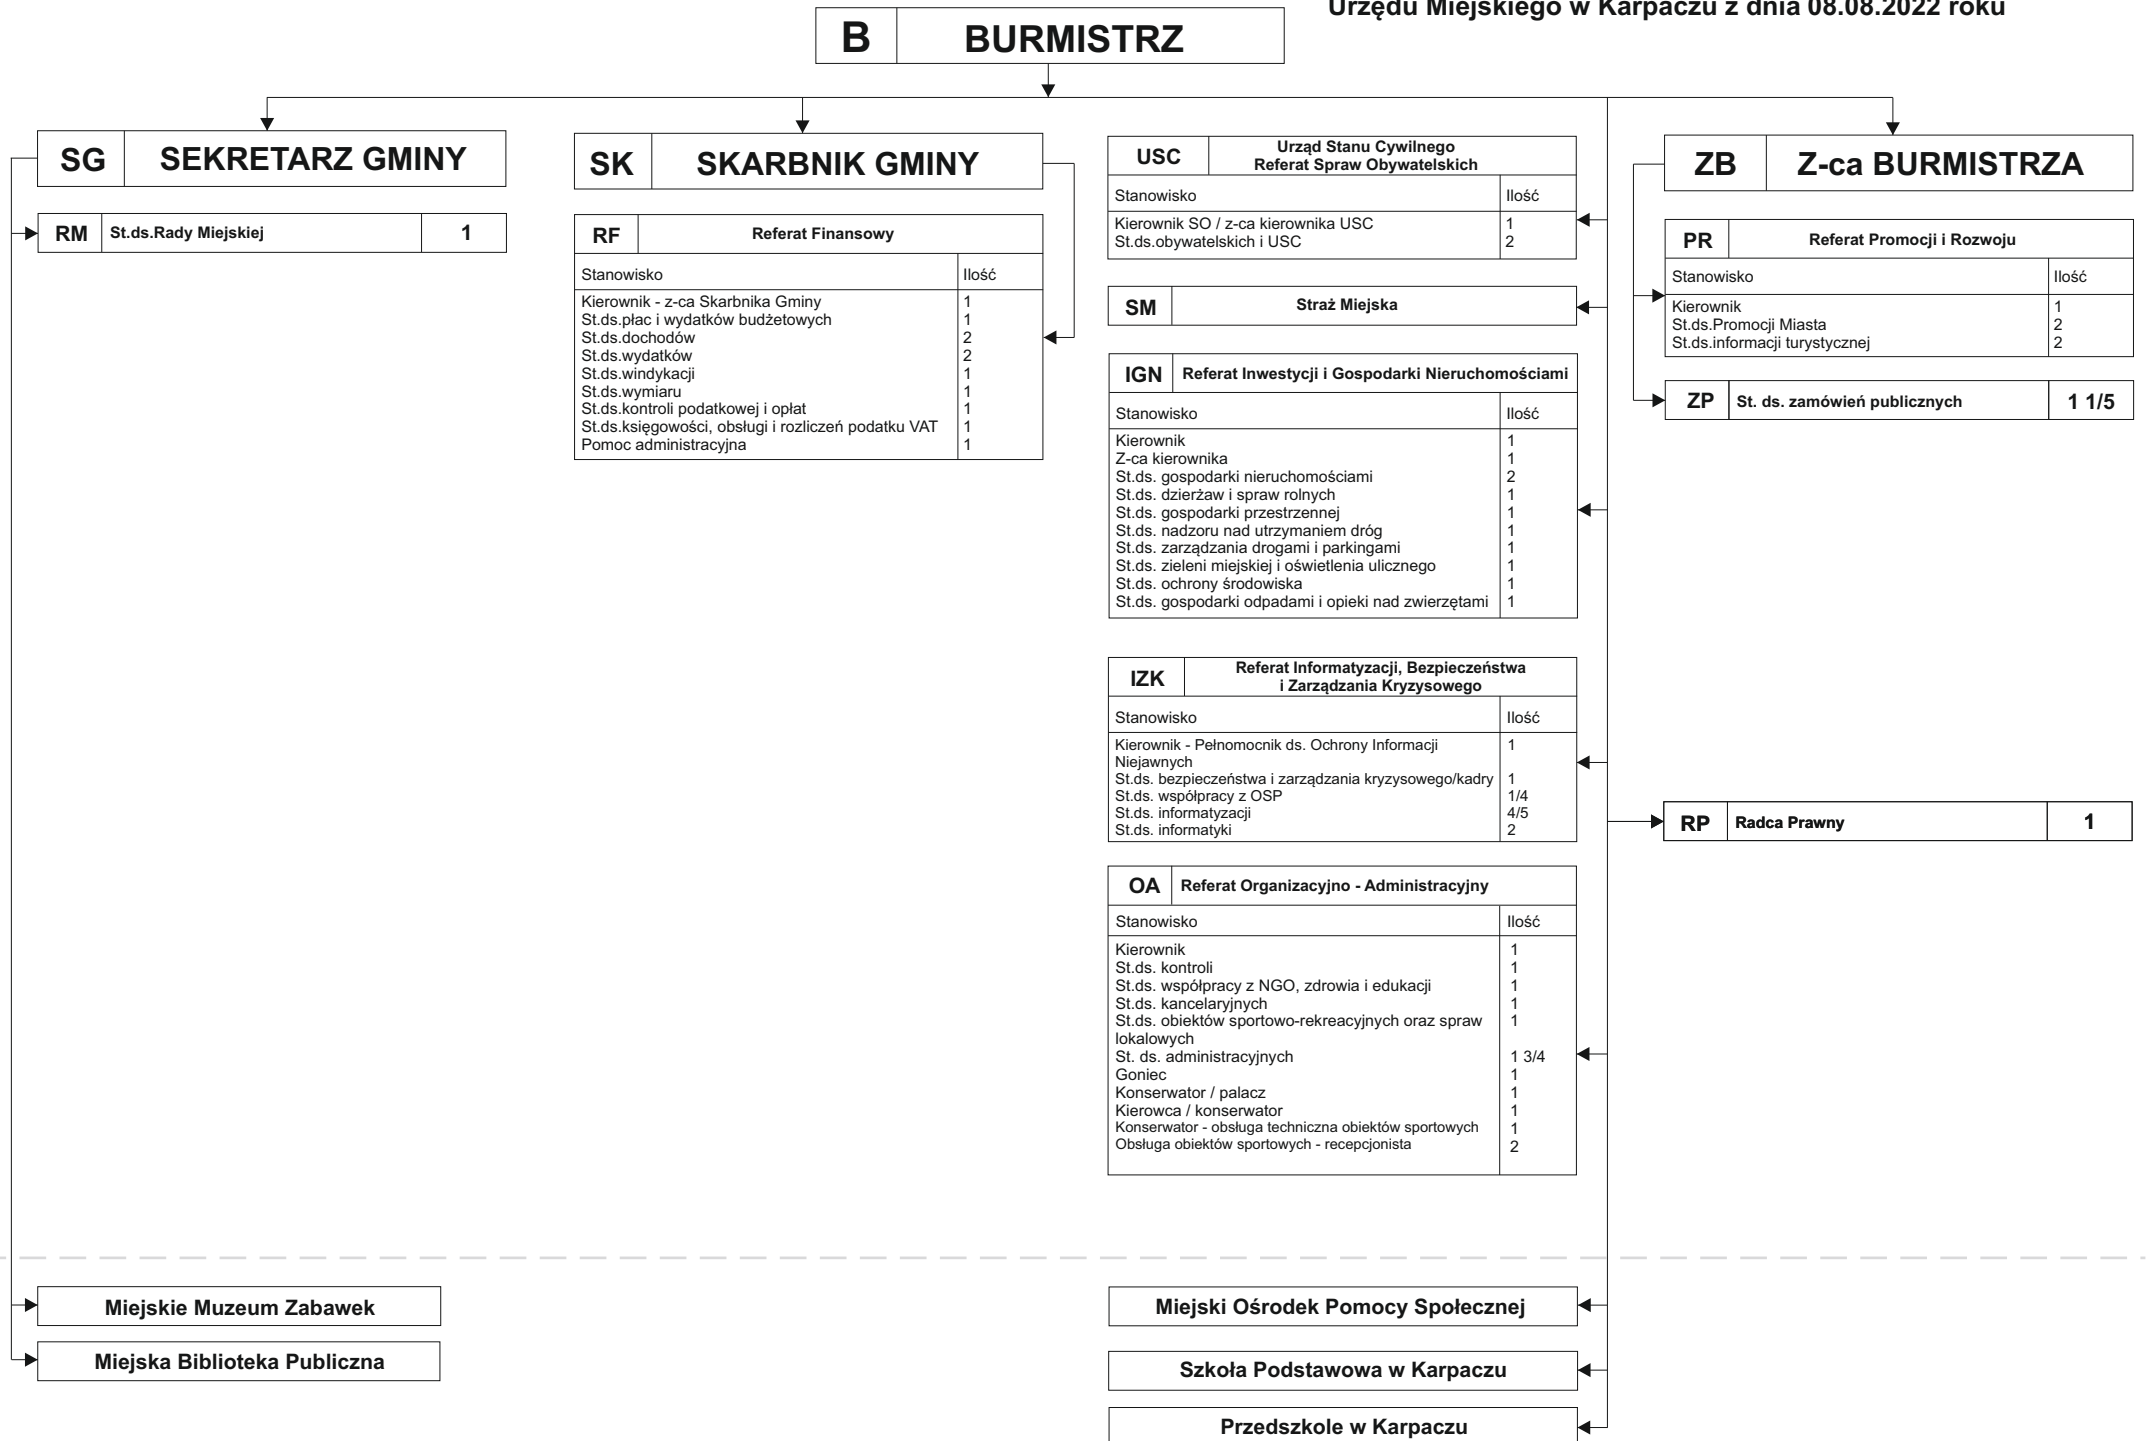 Urzędu Miejskiego w Karpaczu z dnia 08.08.2022 roku
B BURMISTRZ
SG SEKRETARZ GMINY
RM St.ds.Rady Miejskiej 1
SK SKARBNIK GMINY
RF Referat Finansowy
Stanowisko Ilość
Kierownik - z-ca Skarbnika Gminy 1
St.ds.płac i wydatków budżetowych 1
St.ds.dochodów 2
St.ds.wydatków 2
St.ds.windykacji 1
St.ds.wymiaru 1
St.ds.kontroli podatkowej i opłat 1
St.ds.księgowości, obsługi i rozliczeń podatku VAT 1
Pomoc administracyjna 1
USC Urząd Stanu Cywilnego
Referat Spraw Obywatelskich
Stanowisko Ilość
Kierownik SO / z-ca kierownika USC 1
St.ds.obywatelskich i USC 2
SM Straż Miejska
IGN Referat Inwestycji i Gospodarki Nieruchomościami
Stanowisko Ilość
Kierownik 1
Z-ca kierownika 1
St.ds. gospodarki nieruchomościami 2
St.ds. dzierżaw i spraw rolnych 1
St.ds. gospodarki przestrzennej 1
St.ds. nadzoru nad utrzymaniem dróg 1
St.ds. zarządzania drogami i parkingami 1
St.ds. zieleni miejskiej i oświetlenia ulicznego 1
St.ds. ochrony środowiska 1
St.ds. gospodarki odpadami i opieki nad zwierzętami 1
IZK Referat Informatyzacji, Bezpieczeństwa
i Zarządzania Kryzysowego
Stanowisko Ilość
Kierownik - Pełnomocnik ds. Ochrony Informacji 1
Niejawnych
St.ds. bezpieczeństwa i zarządzania kryzysowego/kadry 1
St.ds. współpracy z OSP 1/4
St.ds. informatyzacji 4/5
St.ds. informatyki 2
OA Referat Organizacyjno - Administracyjny
Stanowisko Ilość
Kierownik 1
St.ds. kontroli 1
St.ds. współpracy z NGO, zdrowia i edukacji 1
St.ds. kancelaryjnych 1
St.ds. obiektów sportowo-rekreacyjnych oraz spraw 1
lokalowych
St. ds. administracyjnych 1 3/4
Goniec 1
Konserwator / palacz 1
Kierowca / konserwator 1
Konserwator - obsługa techniczna obiektów sportowych 1
Obsługa obiektów sportowych - recepcjonista 2
ZB Z-ca BURMISTRZA
PR Referat Promocji i Rozwoju
Stanowisko Ilość
Kierownik 1
St.ds.Promocji Miasta 2
St.ds.informacji turystycznej 2
ZP St. ds. zamówień publicznych 1 1/5
RP Radca Prawny 1
Miejskie Muzeum Zabawek
Miejska Biblioteka Publiczna
Miejski Ośrodek Pomocy Społecznej
Szkoła Podstawowa w Karpaczu
Przedszkole w Karpaczu